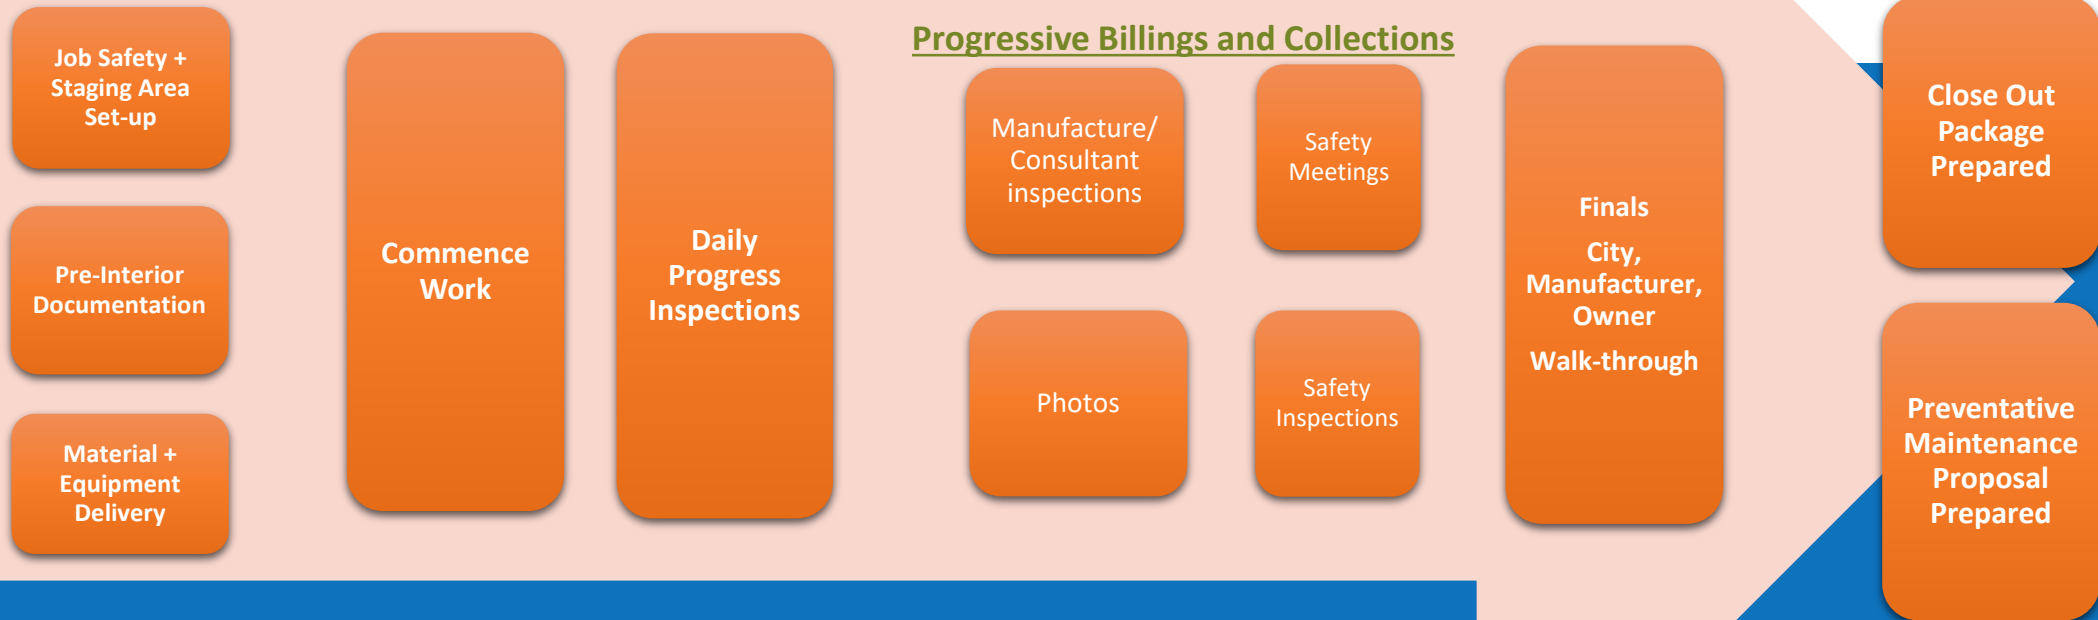 Job Safety +
Staging Area
Set-up
Pre-Interior
Documentation
Material +
Equipment
Delivery
Commence
Work
Daily
Progress
Inspections
Progressive Billings and Collections
Manufacture/
Consultant
inspections
Safety
Meetings
Photos
Safety
Inspections
Finals
City,
Manufacturer,
Owner
Walk-through
Close Out
Package
Prepared
Preventative
Maintenance
Proposal
Prepared